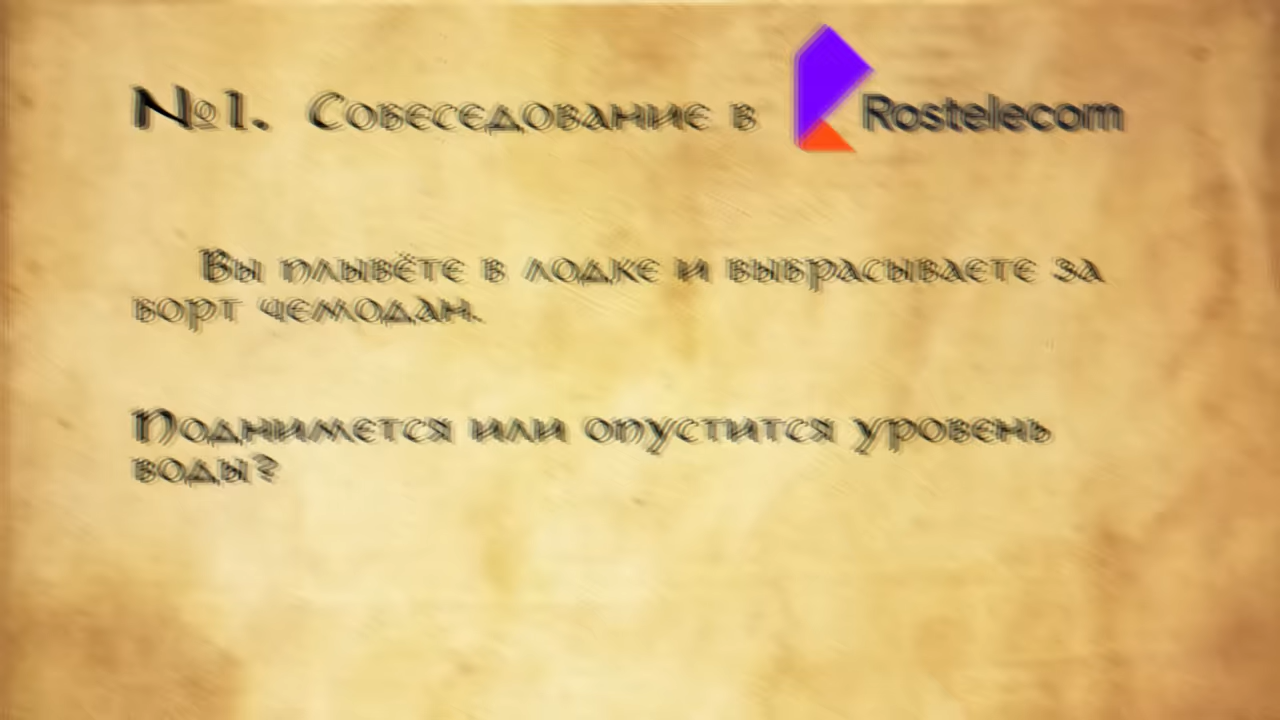 №1. Собеседование в Rostelecom
Вы плывёте в лодке и выбрасываете за
борт чемодан.
Поднимется или опустится уровень
воды?